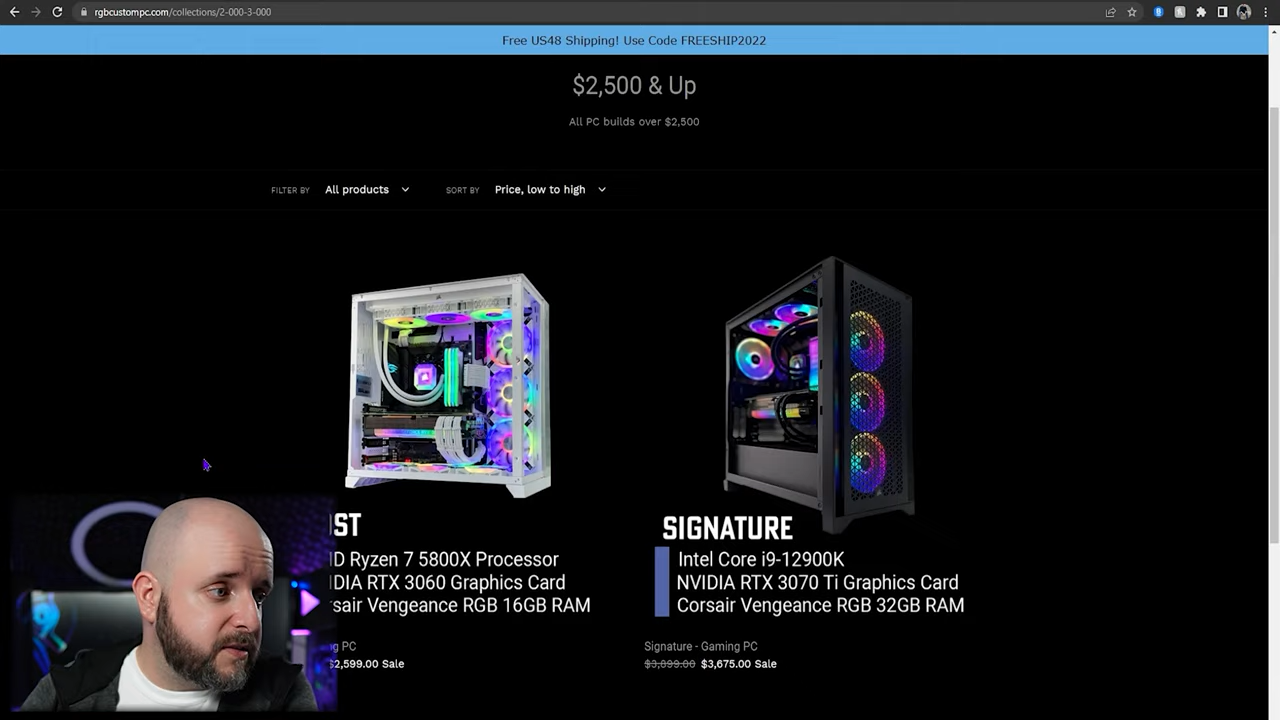 rgbcustompc.com/collections/2-000-3-000
Free US48 Shipping! Use Code FREESHIP2022
$2,500 & Up
All PC builds over $2,500
FILTER BY All products SORT BY Price, low to high
SIGNATURE
Ryzen 7 5800X Processor
RTX 3060 Graphics Card
Vengeance RGB 16GB RAM
Intel Core i9-12900K
NVIDIA RTX 3070 Ti Graphics Card
Corsair Vengeance RGB 32GB RAM
PC
$2,599.00 Sale
Signature - Gaming PC
$3,899.00 $3,675.00 Sale